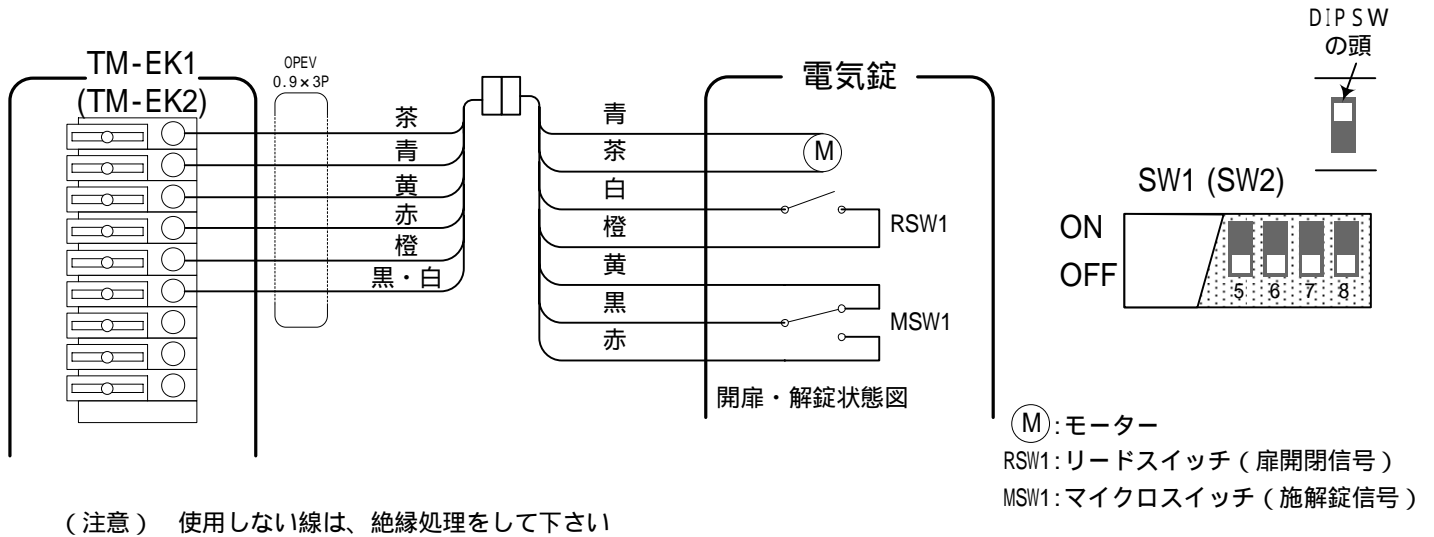 TM-EK1
(TM-EK2)
OPEV
0.9×3P
茶
青
黄
赤
橙
黒・白
青
茶
白
橙
黄
黒
赤
電気錠
M
RSW1
MSW1
開扉・解錠状態図
DIPSW
の頭
SW1 (SW2)
ON
OFF
5 6 7 8
M:モーター
RSW1:リードスイッチ(扉開閉信号)
MSW1:マイクロスイッチ(施解錠信号)
(注意) 使用しない線は、絶縁処理をして下さい